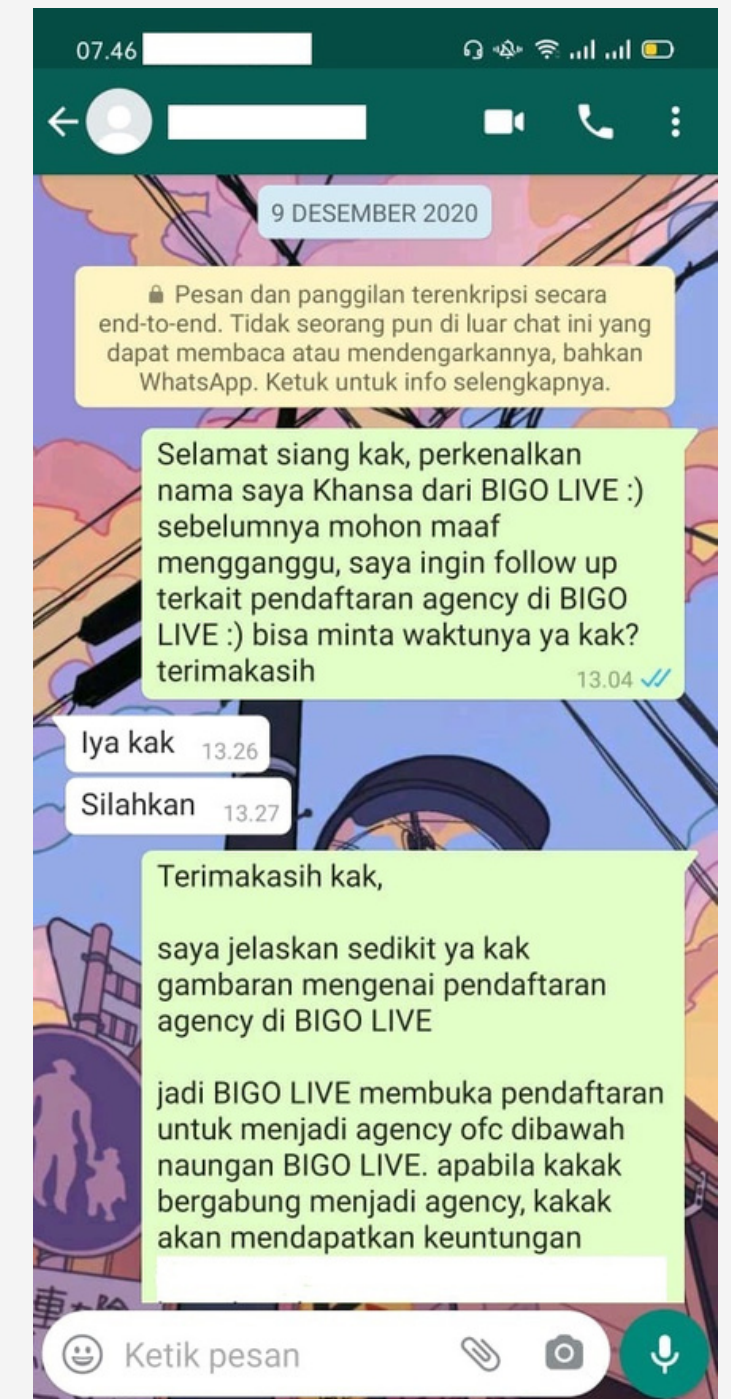 07.46
9 DESEMBER 2020
Pesan dan panggilan terenkripsi secara
end-to-end. Tidak seorang pun di luar chat ini yang
dapat membaca atau mendengarkannya, bahkan
WhatsApp. Ketuk untuk info selengkapnya.
Selamat siang kak, perkenalkan
nama saya Khansa dari BIGO LIVE :)
sebelumnya mohon maaf
mengganggu, saya ingin follow up
terkait pendaftaran agency di BIGO
LIVE :) bisa minta waktunya ya kak?
terimakasih
13.04
Iya kak 13.26
Silahkan 13.27
Terimakasih kak,
saya jelaskan sedikit ya kak
gambaran mengenai pendaftaran
agency di BIGO LIVE
jadi BIGO LIVE membuka pendaftaran
untuk menjadi agency ofc dibawah
naungan BIGO LIVE. apabila kakak
bergabung menjadi agency, kakak
akan mendapatkan keuntungan
Ketik pesan